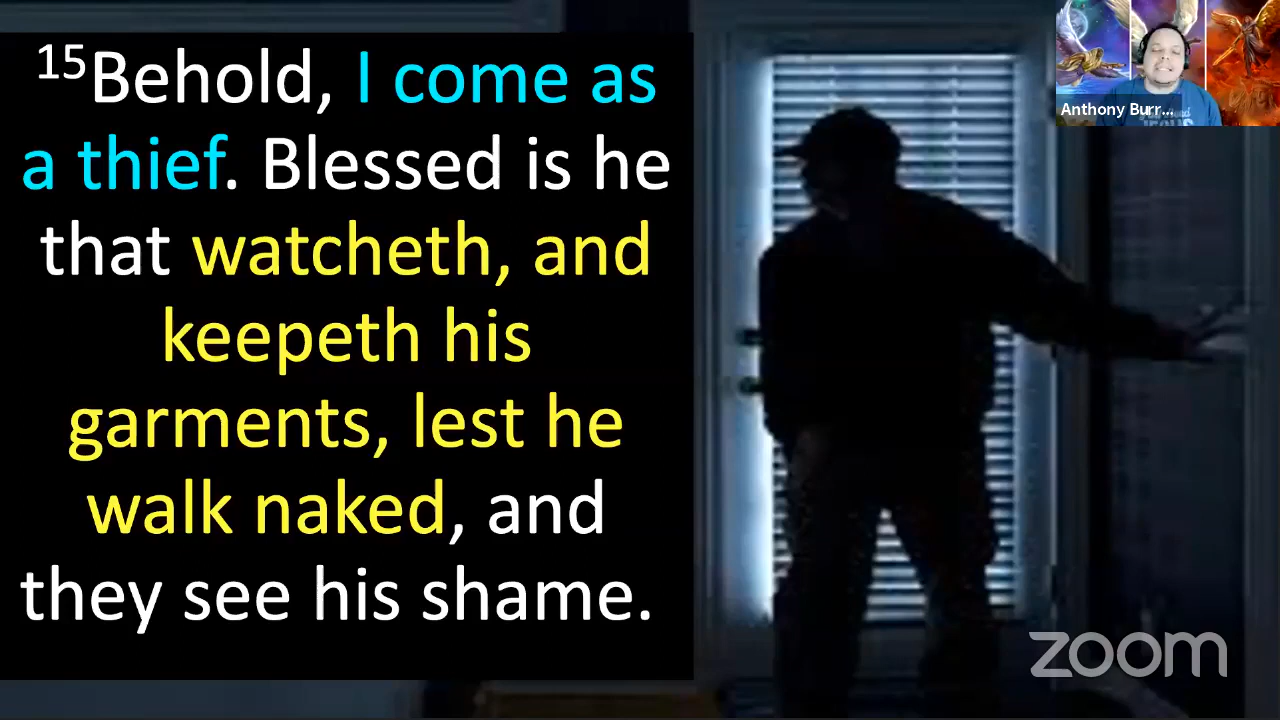 15Behold, I come as
a thief. Blessed is he
that watcheth, and
keepeth his
garments, lest he
walk naked, and
they see his shame.
Anthony Burr...
JESUS
zoom